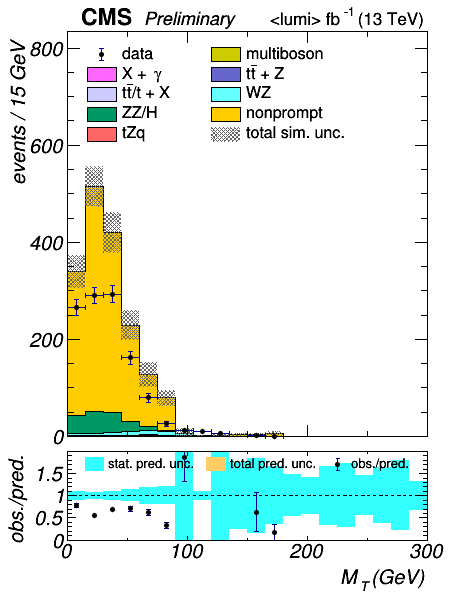 CMS Preliminary <lumi> fb⁻¹ (13 TeV)
events / 15 GeV
800
600
400
200
0
data
multiboson
X + γ
tt̄ + Z
tt̄/t + X
WZ
ZZ/H
nonprompt
tZq
total sim. unc.
obs./pred.
1.5
1
0.5
0
stat. pred. unc.
total pred. unc.
obs./pred.
0 100 200 300
M_T (GeV)